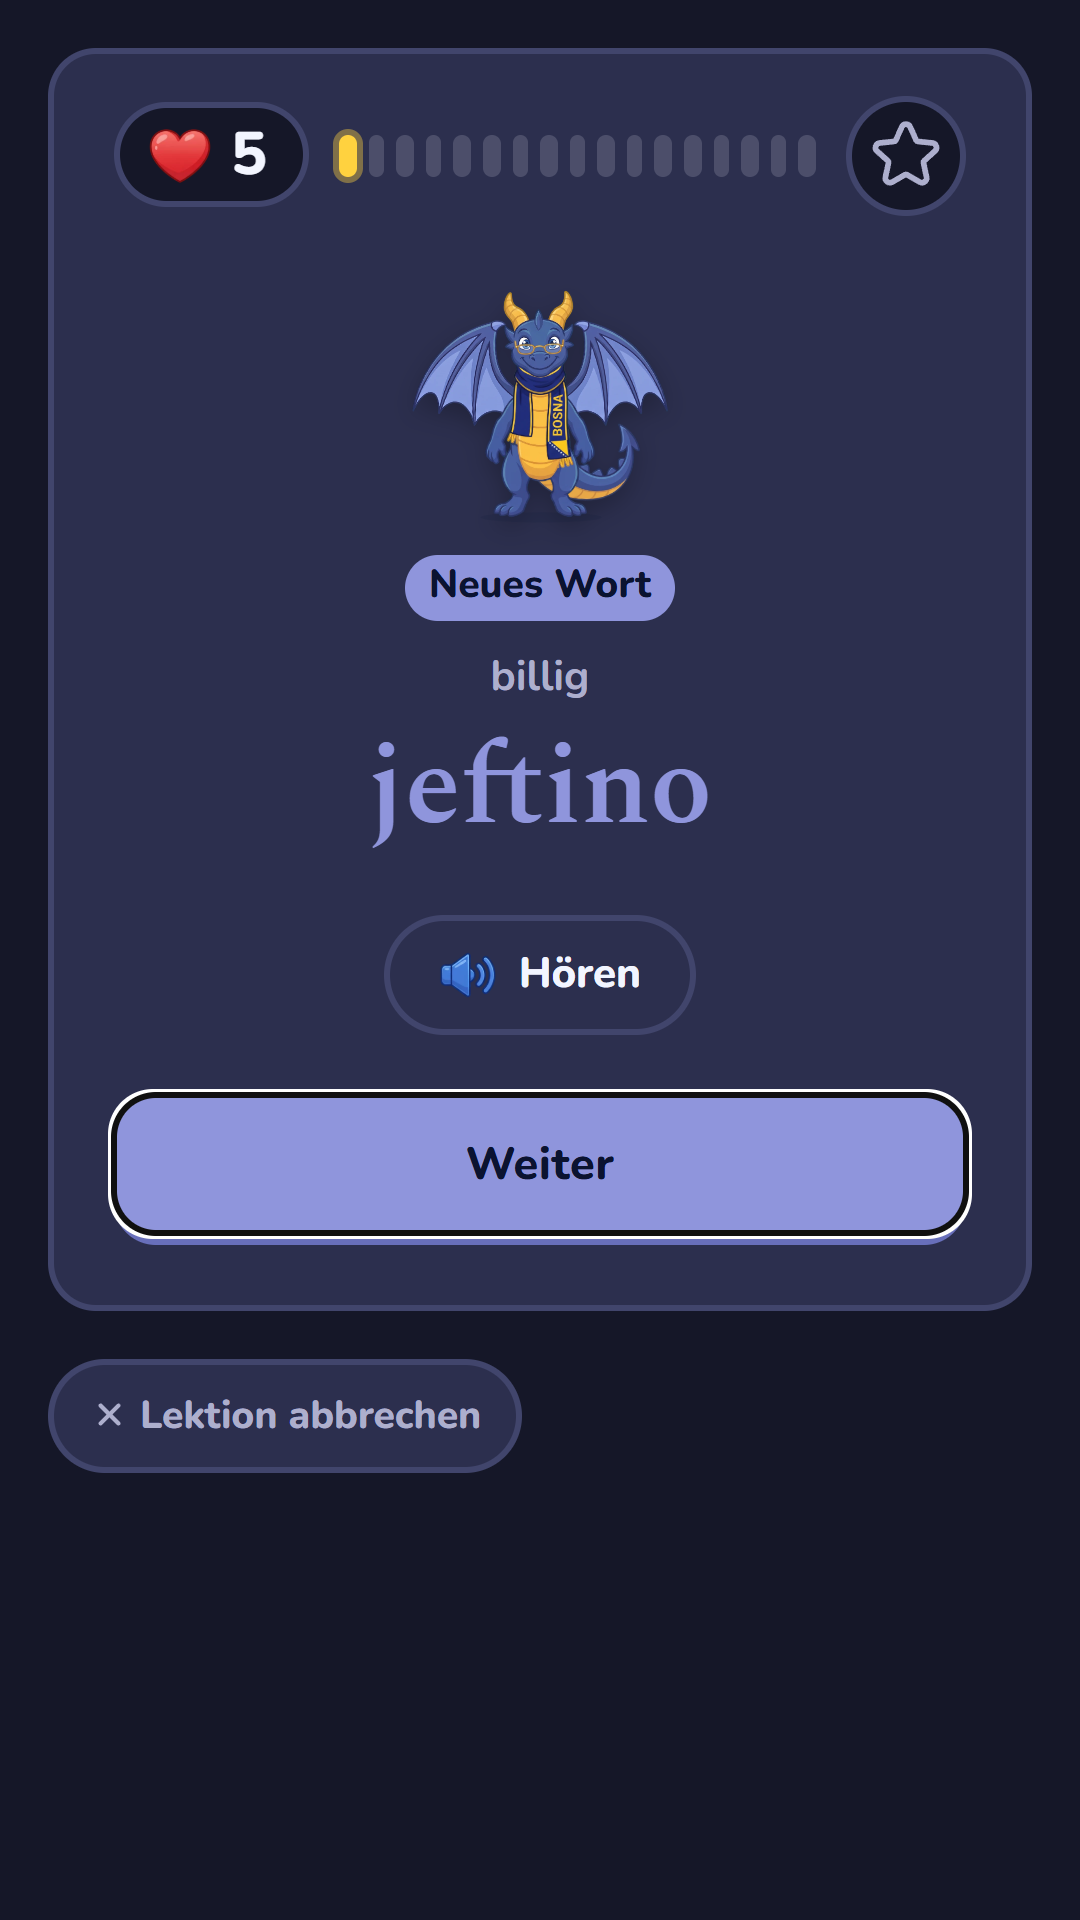 5
BOSNA
Neues Wort
billig
jeftino
Hören
Weiter
× Lektion abbrechen